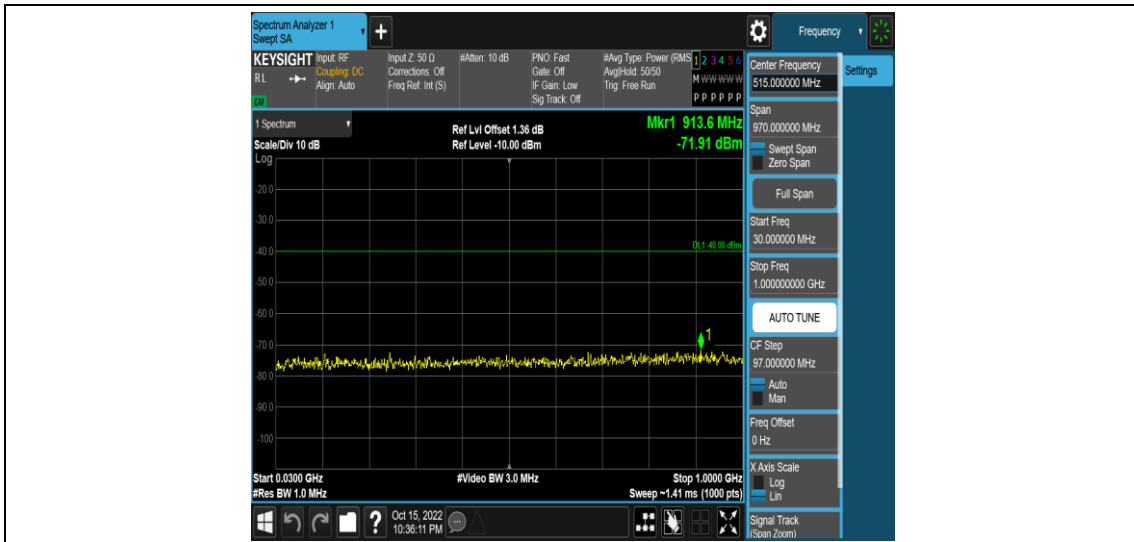 Spectrum Analyzer 1
Swept SA
+
Frequency
KEYSIGHT
RL
LXI
Input: RF
Coupling: DC
Align: Auto
Input Z: 50 Ω
Corrections: Off
Freq Ref: Int (S)
#Atten: 10 dB
PNO: Fast
Gate: Off
IF Gain: Low
Sig Track: Off
#Avg Type: Power (RMS
Avg|Hold: 50/50
Trig: Free Run
1 2 3 4 5 6
M W W W W W
P P P P P P
Center Frequency
515.000000 MHz
Settings
1 Spectrum
Scale/Div 10 dB
Log
Ref Lvl Offset 1.36 dB
Ref Level -10.00 dBm
Mkr1 913.6 MHz
-71.91 dBm
-20.0
-30.0
-40.0
-50.0
-60.0
-70.0
-80.0
-90.0
-100
DL1 -40.00 dBm
1
Start 0.0300 GHz
#Res BW 1.0 MHz
#Video BW 3.0 MHz
Stop 1.0000 GHz
Sweep ~1.41 ms (1000 pts)
Span
970.000000 MHz
Swept Span
Zero Span
Full Span
Start Freq
30.000000 MHz
Stop Freq
1.000000000 GHz
AUTO TUNE
CF Step
97.000000 MHz
Auto
Man
Freq Offset
0 Hz
X Axis Scale
Log
Lin
Signal Track
(Span Zoom)
?
Oct 15, 2022
10:36:11 PM